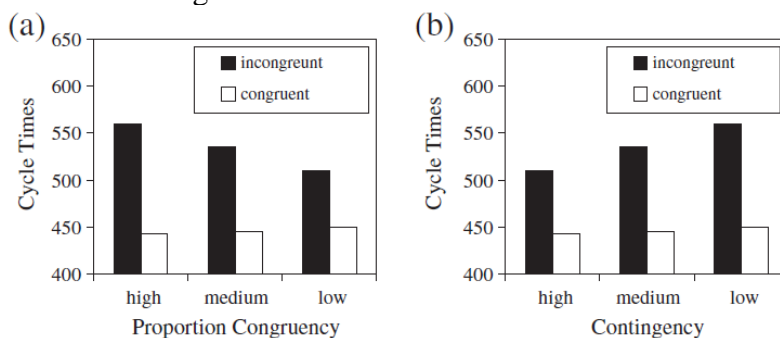 (a)
650
600
550
500
450
400
Cycle Times
incongreunt
congruent
high medium low
Proportion Congruency
(b)
650
600
550
500
450
400
Cycle Times
incongreunt
congruent
high medium low
Contingency